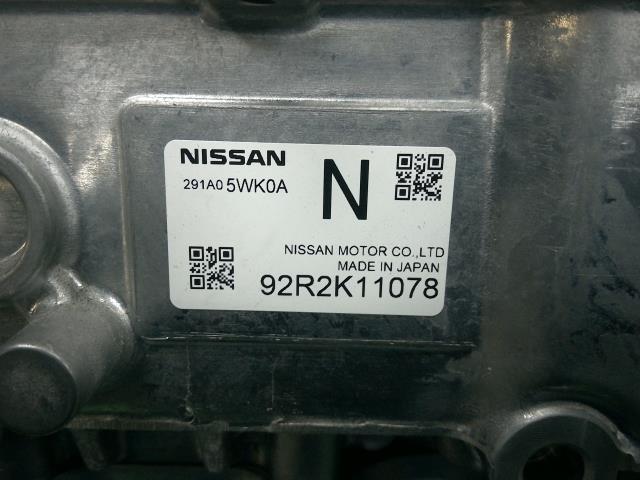 NISSAN
291A0 5WK0A
N
NISSAN MOTOR CO.,LTD
MADE IN JAPAN
92R2K11078